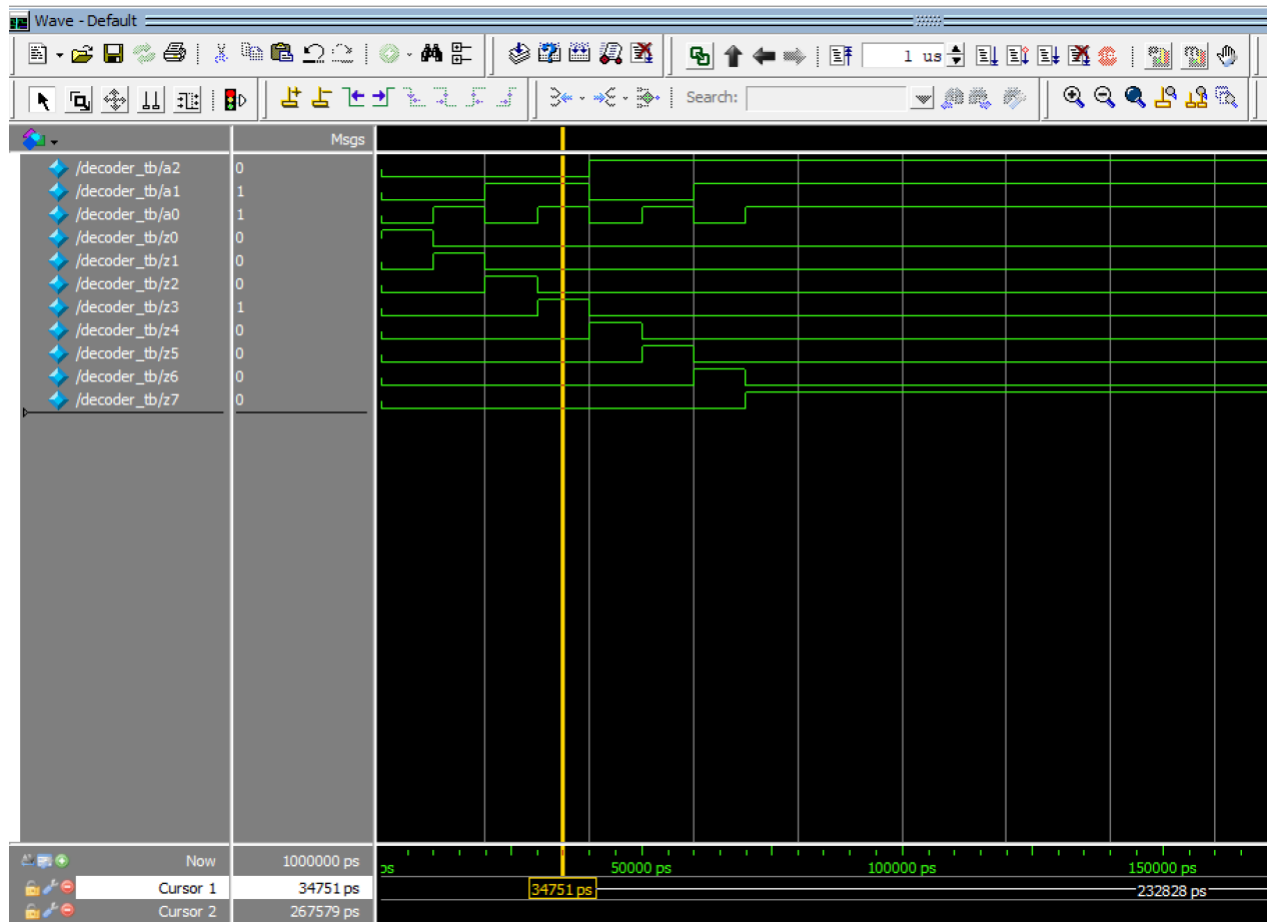 Wave - Default
1 us
Search:
Msgs
/decoder_tb/a2 0
/decoder_tb/a1 1
/decoder_tb/a0 1
/decoder_tb/z0 0
/decoder_tb/z1 0
/decoder_tb/z2 0
/decoder_tb/z3 1
/decoder_tb/z4 0
/decoder_tb/z5 0
/decoder_tb/z6 0
/decoder_tb/z7 0
Now 1000000 ps ps 50000 ps 100000 ps 150000 ps
Cursor 1 34751 ps 34751 ps 232828 ps
Cursor 2 267579 ps